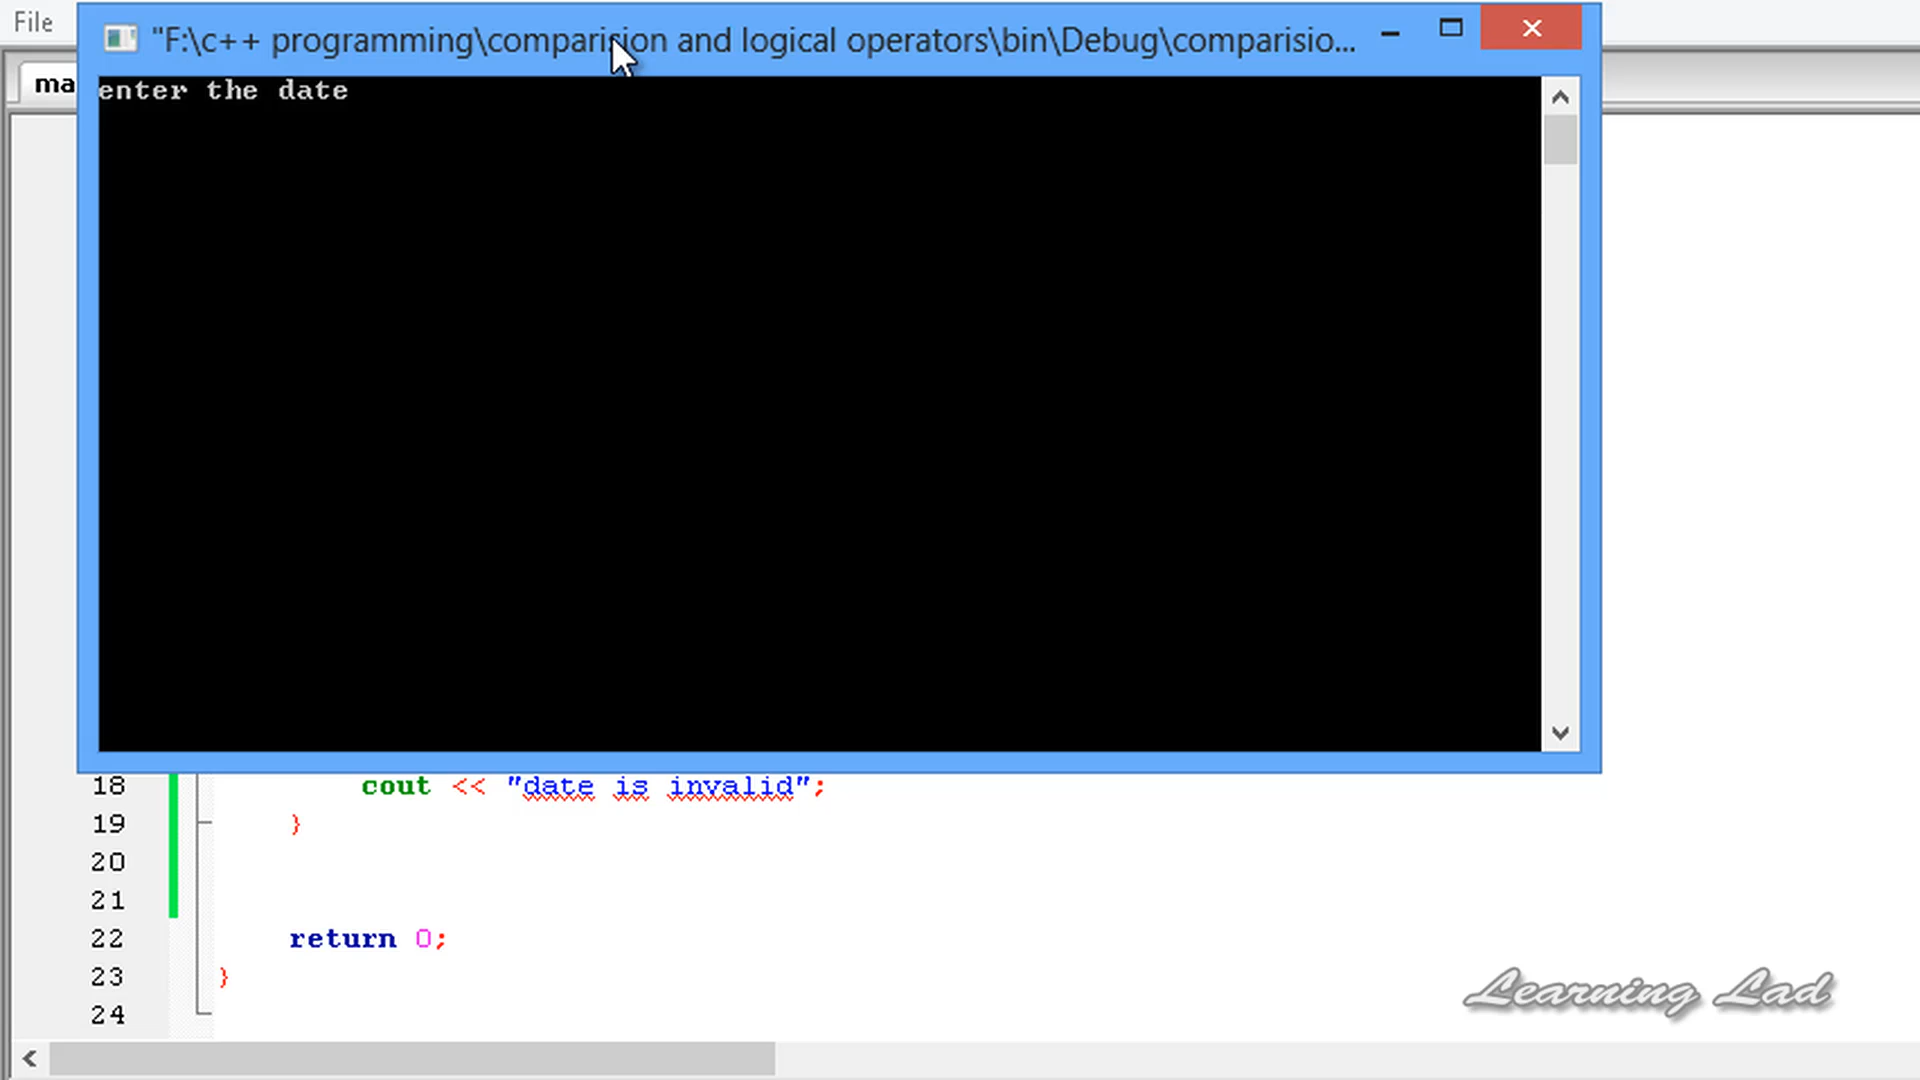 File
"F:\c++ programming\comparision and logical operators\bin\Debug\comparisio...
ma
enter the date
18 cout << "date is invalid";
19 }
20
21
22 return 0;
23 }
24
Learning Lad